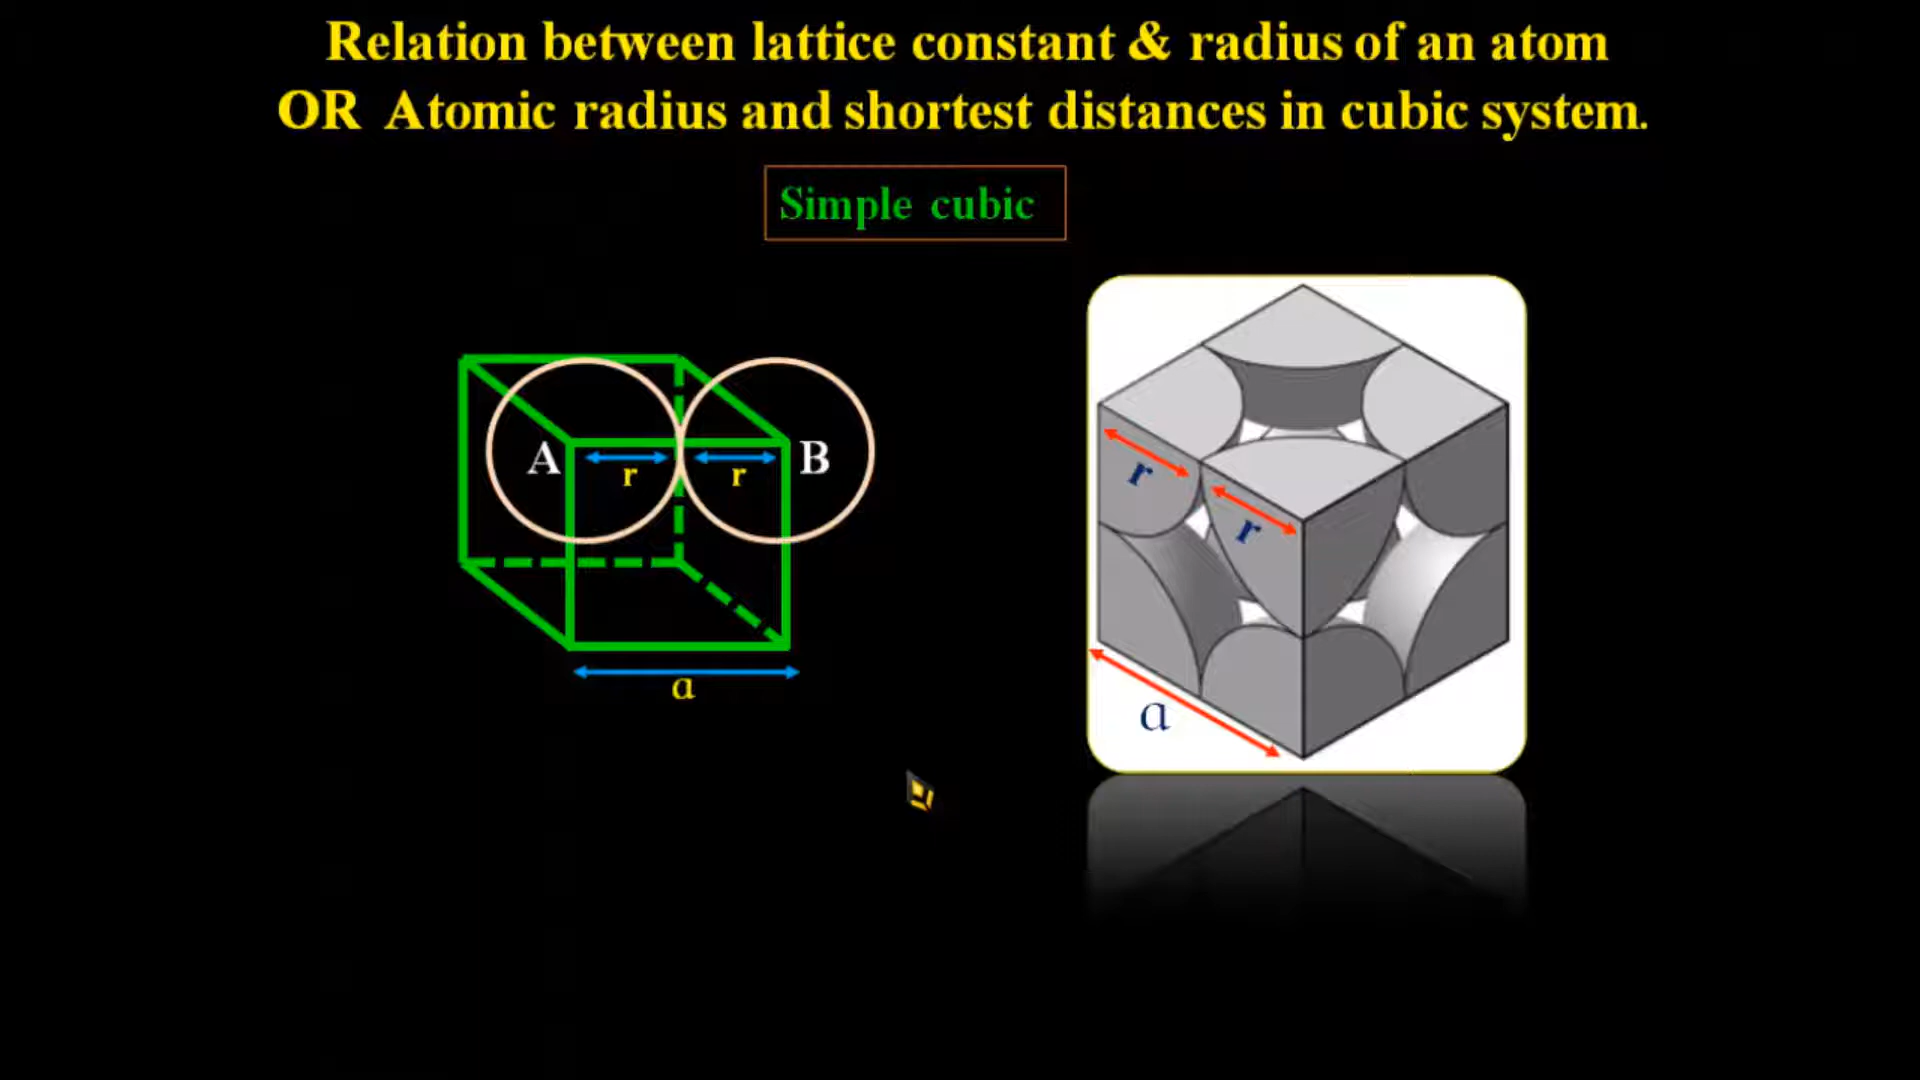 Relation between lattice constant & radius of an atom
OR Atomic radius and shortest distances in cubic system.
Simple cubic
A r r B
a
r
r
a